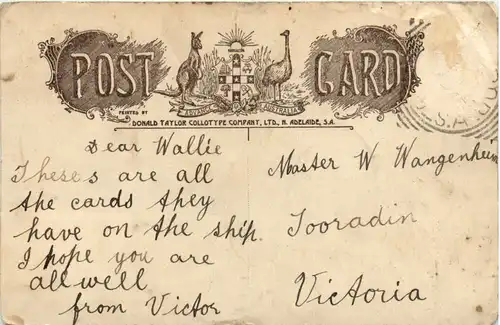 POST CARD
ADVANCE AUSTRALIA
PRINTED BY
DONALD TAYLOR COLLOTYPE COMPANY, LTD., N. ADELAIDE, S.A.
Dear Wallie
Theses are all
the cards they
have on the ship.
I hope you are
all well
from Victor
Master W Wangenheim
Tooradin
Victoria